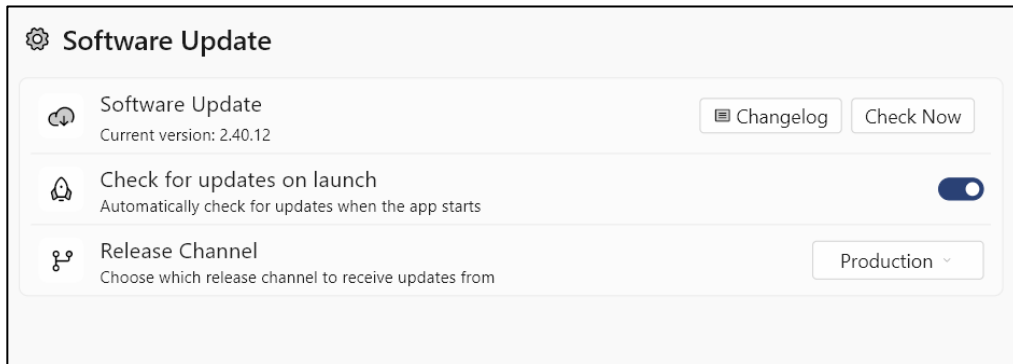 Software Update
Software Update
Current version: 2.40.12
Changelog
Check Now
Check for updates on launch
Automatically check for updates when the app starts
Release Channel
Choose which release channel to receive updates from
Production